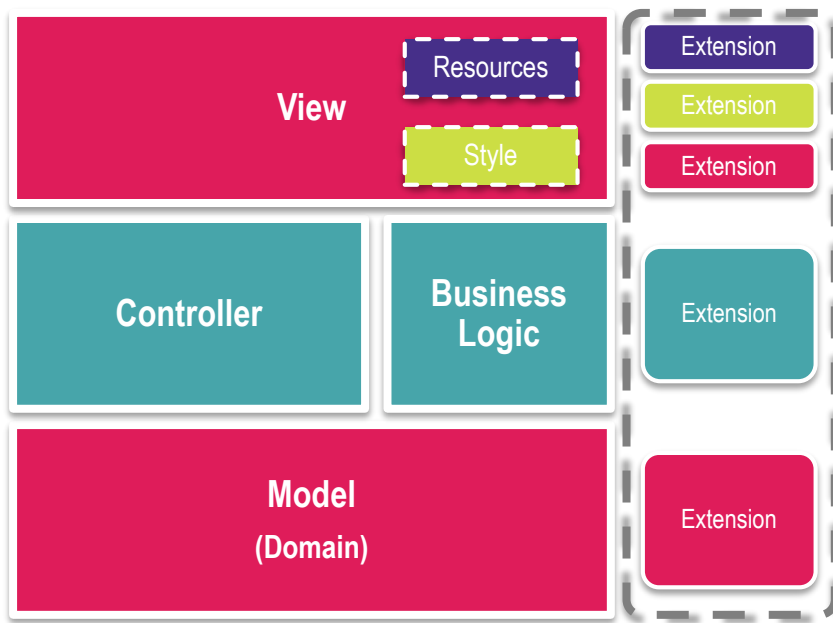 View
Resources
Style
Extension
Extension
Extension
Controller
Business
Logic
Extension
Model
(Domain)
Extension